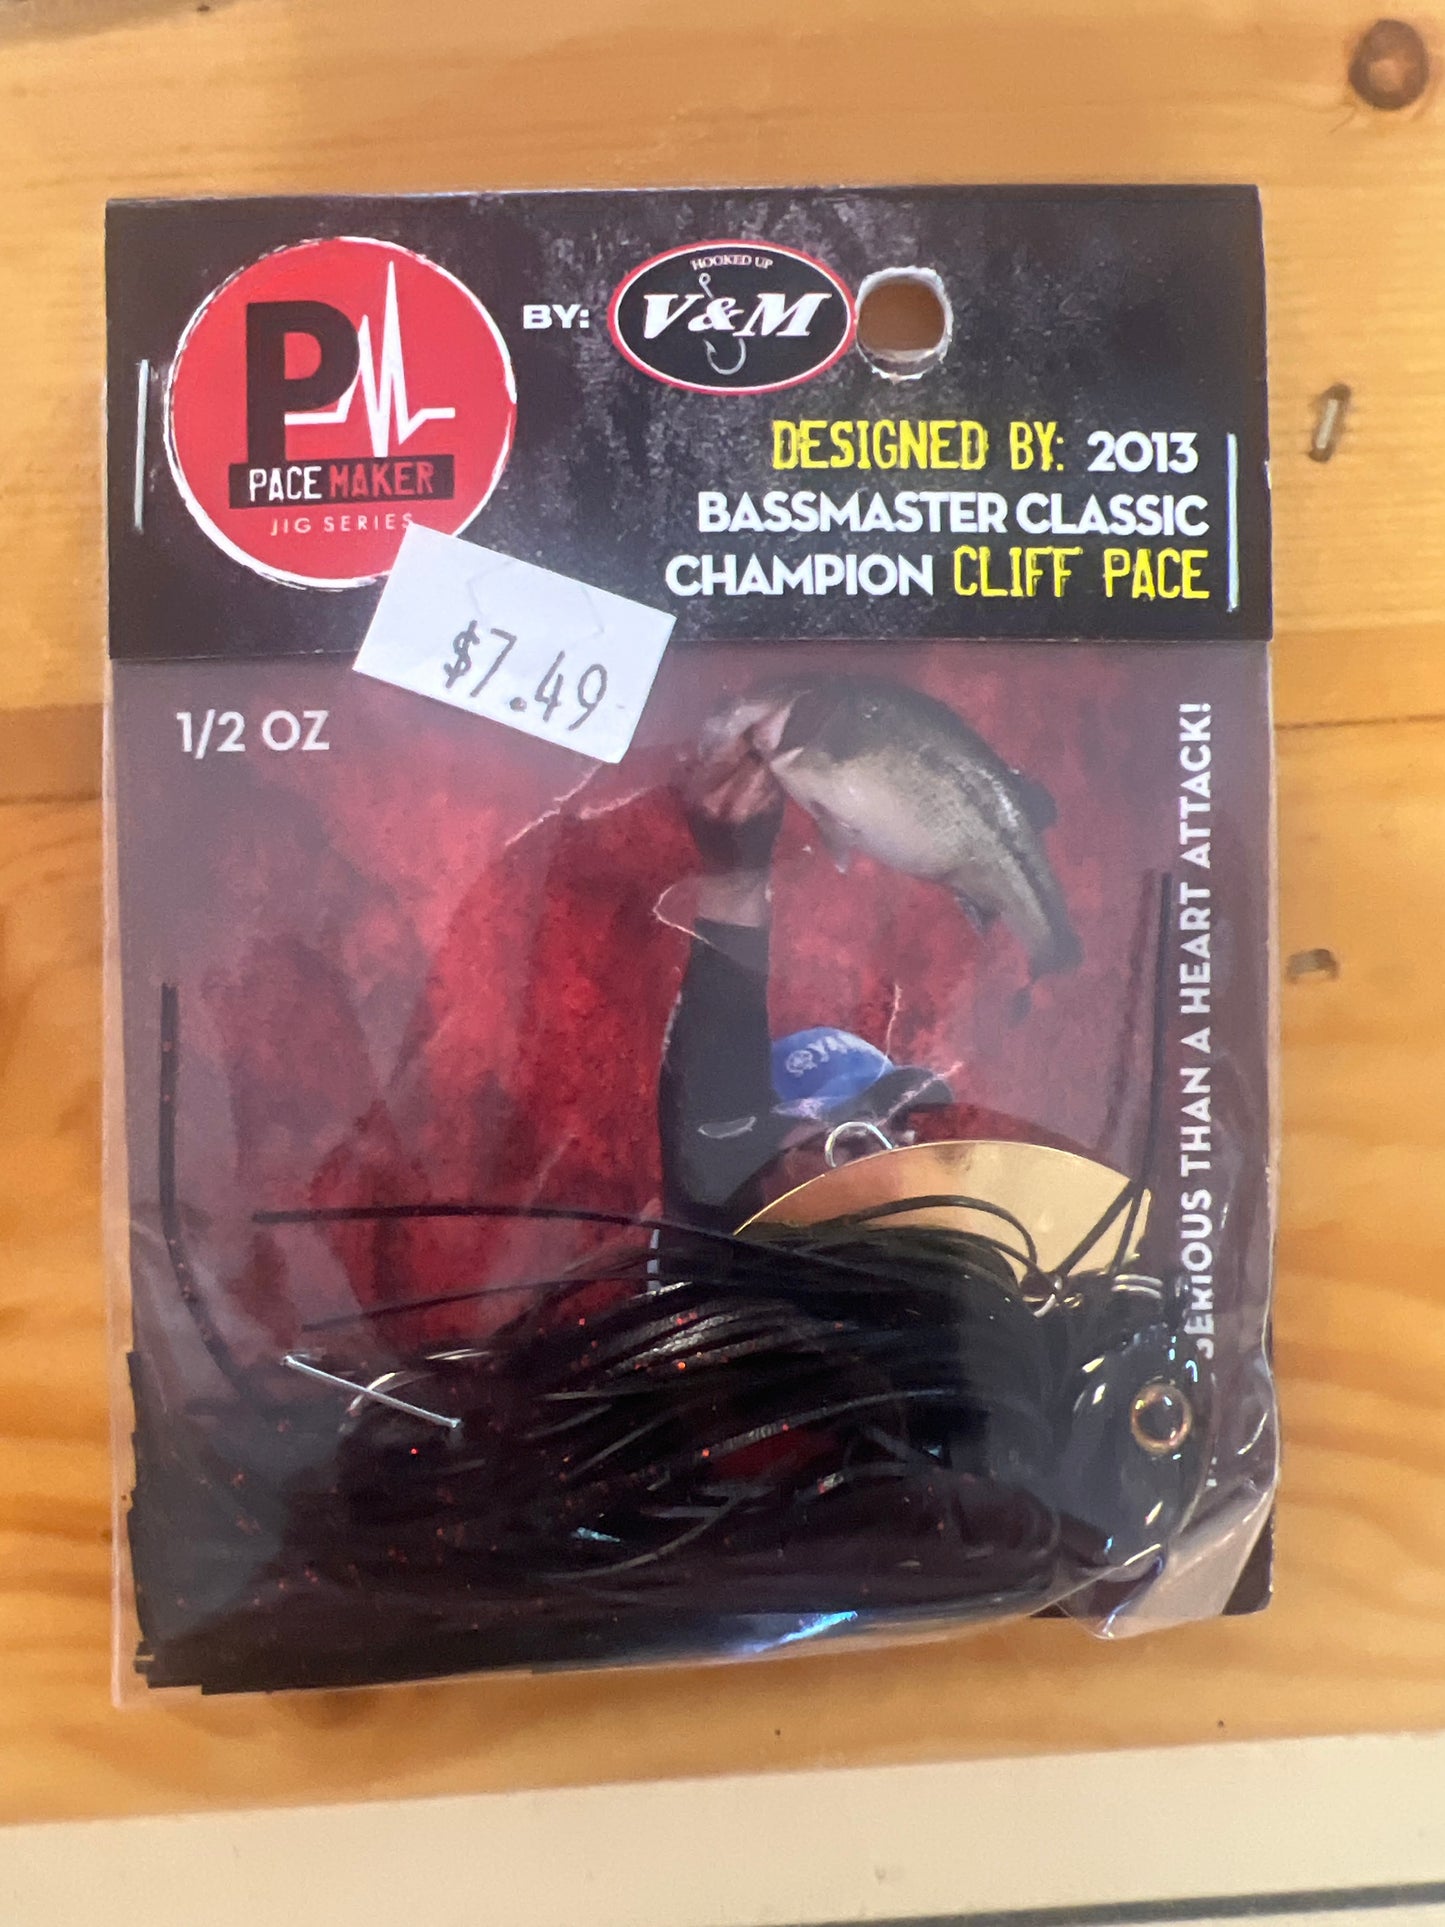 P
PACE MAKER
JIG SERIES
BY:
HOOKED UP
V&M
DESIGNED BY: 2013
BASSMASTER CLASSIC
CHAMPION CLIFF PACE
$7.49
1/2 OZ
SERIOUS THAN A HEART ATTACK!